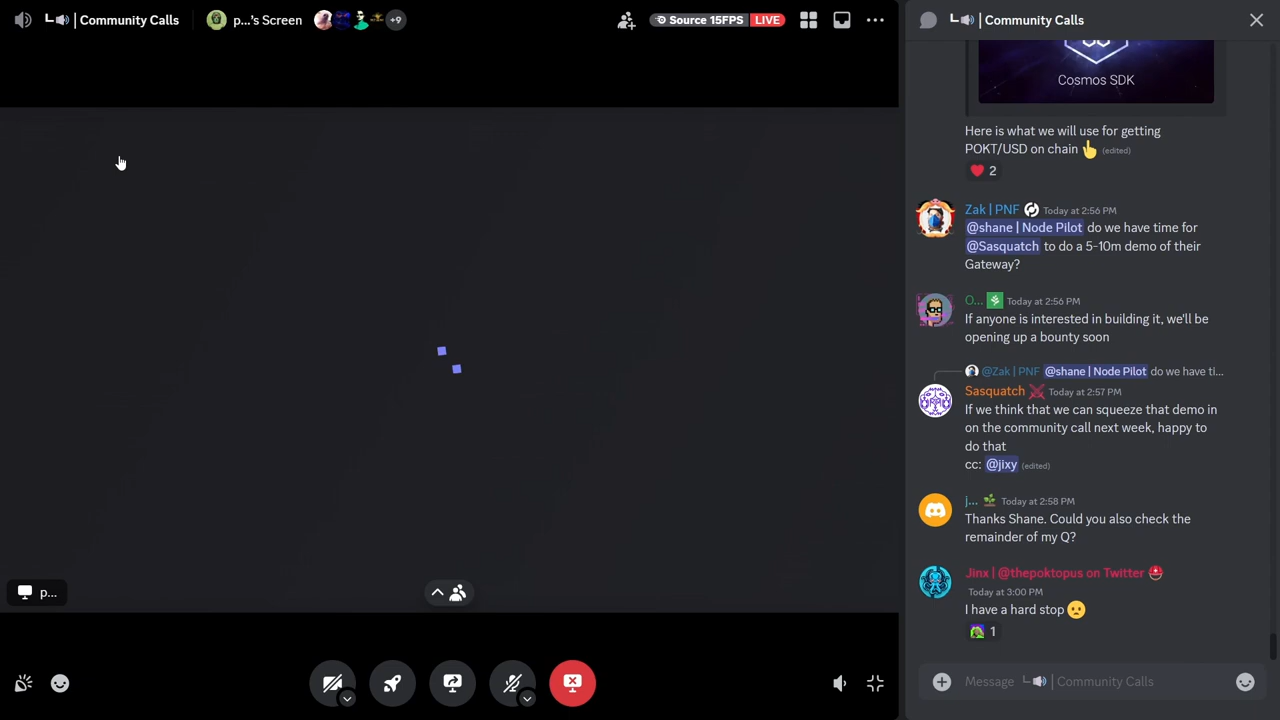 Community Calls
p...'s Screen
+9
Source 15FPS LIVE
Community Calls
Cosmos SDK
Here is what we will use for getting
POKT/USD on chain 👆 (edited)
❤️ 2
Zak | PNF Today at 2:56 PM
@shane | Node Pilot do we have time for
@Sasquatch to do a 5-10m demo of their
Gateway?
O... Today at 2:56 PM
If anyone is interested in building it, we'll be
opening up a bounty soon
@Zak | PNF @shane | Node Pilot do we have ti...
Sasquatch Today at 2:57 PM
If we think that we can squeeze that demo in
on the community call next week, happy to
do that
cc: @jixy (edited)
j... Today at 2:58 PM
Thanks Shane. Could you also check the
remainder of my Q?
Jinx | @thepoktopus on Twitter
Today at 3:00 PM
I have a hard stop 🙁
1
p...
Message Community Calls